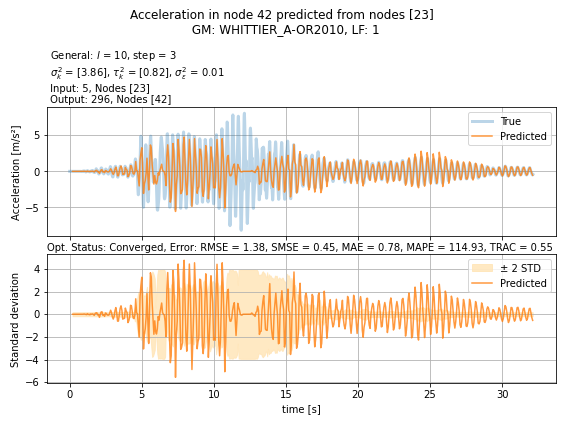 Acceleration in node 42 predicted from nodes [23]
GM: WHITTIER_A-OR2010, LF: 1
General: l = 10, step = 3
σ²ₖ = [3.86], τ²ₖ = [0.82], σ²ε = 0.01
Input: 5, Nodes [23]
Output: 296, Nodes [42]
Acceleration [m/s²]
5
0
−5
True
Predicted
Opt. Status: Converged, Error: RMSE = 1.38, SMSE = 0.45, MAE = 0.78, MAPE = 114.93, TRAC = 0.55
Standard deviation
4
2
0
−2
−4
−6
± 2 STD
Predicted
0 5 10 15 20 25 30
time [s]